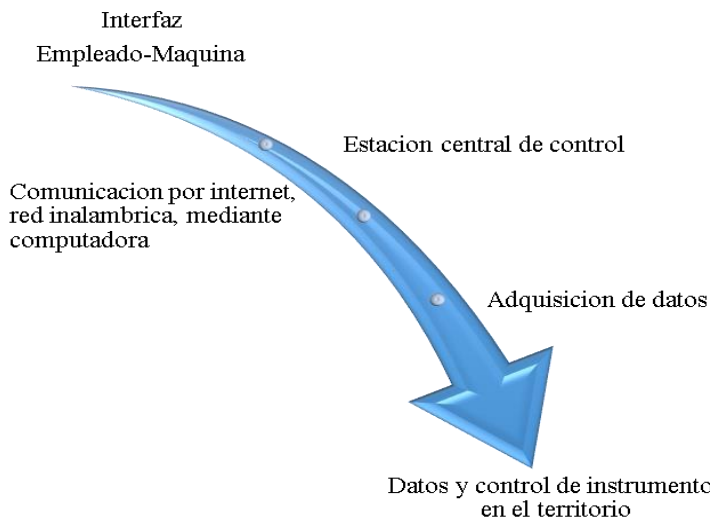 Interfaz
Empleado-Maquina
Estacion central de control
Comunicacion por internet,
red inalambrica, mediante
computadora
Adquisicion de datos
Datos y control de instrumento
en el territorio